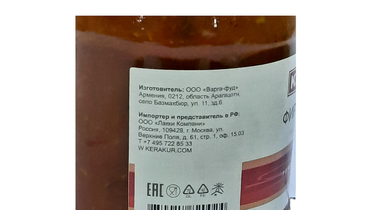 Изготовитель: ООО «Варга-фуд»
Армения, 0212, область Арагацотн,
село Базмахбюр, ул. 11, зд.6
Импортер и представитель в РФ:
ООО «Лакки Компани»
Россия, 109429, г. Москва, ул.
Верхние Поля, д. 61, стр. 1, оф. 15.03
T +7 495 722 85 33
W KERAKUR.COM
EAC